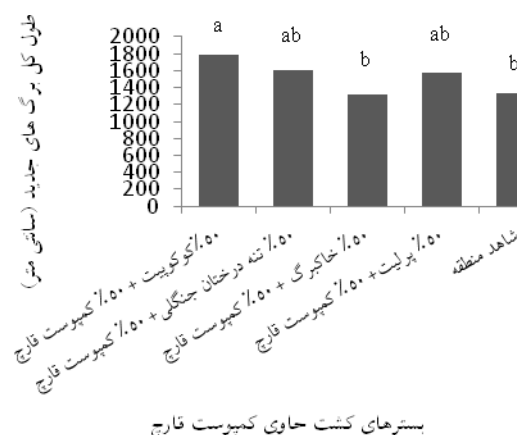 طول کل برگ های جدید (سانتی متر)
2000
1800
1600
1400
1200
1000
800
600
400
200
0
a
ab
b
ab
b
۵۰٪ کوکوپیت + ۵۰٪ کمپوست قارچ
۵۰٪ تنه درختان جنگلی + ۵۰٪ کمپوست قارچ
۵۰٪ خاکبرگ + ۵۰٪ کمپوست قارچ
۵۰٪ پرلیت + ۵۰٪ کمپوست قارچ
شاهد منطقه
بسترهای کشت حاوی کمپوست قارچ